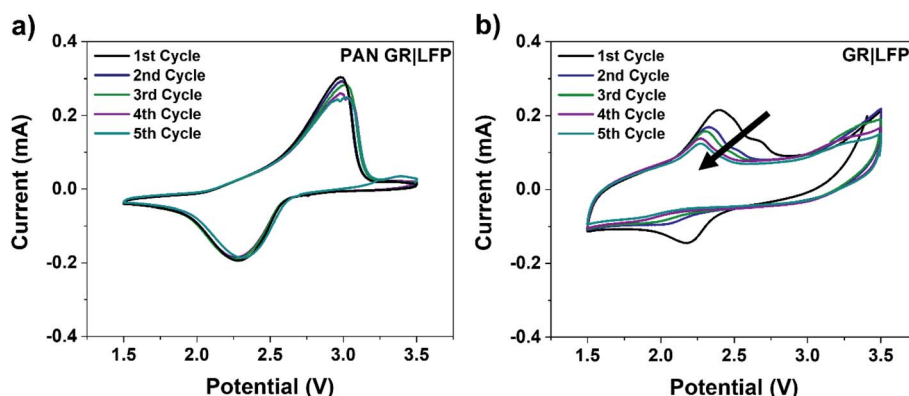 a)
PAN GR|LFP
1st Cycle
2nd Cycle
3rd Cycle
4th Cycle
5th Cycle
0.4
0.2
0.0
-0.2
-0.4
Current (mA)
1.5
2.0
2.5
3.0
3.5
Potential (V)
b)
GR|LFP
1st Cycle
2nd Cycle
3rd Cycle
4th Cycle
5th Cycle
0.4
0.2
0.0
-0.2
-0.4
Current (mA)
1.5
2.0
2.5
3.0
3.5
Potential (V)